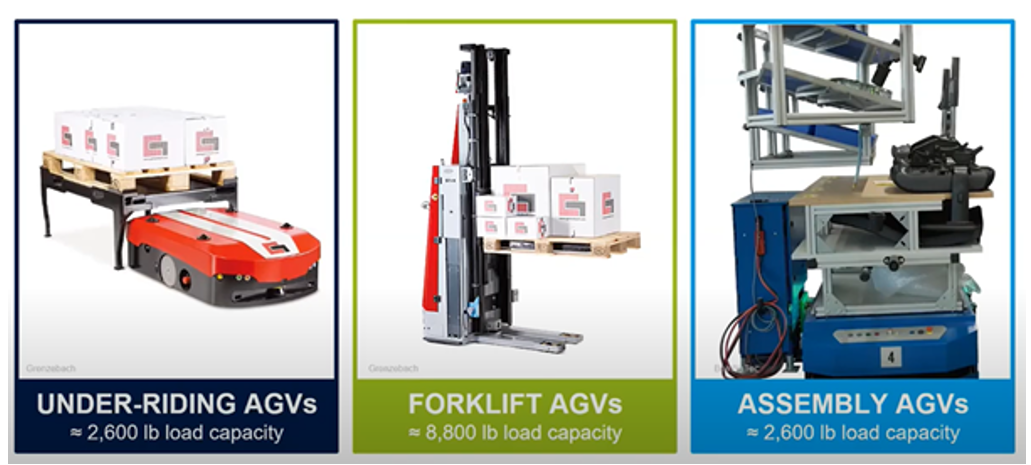 Grenzebach
UNDER-RIDING AGVs
≈ 2,600 lb load capacity
Grenzebach
FORKLIFT AGVs
≈ 8,800 lb load capacity
4
ASSEMBLY AGVs
≈ 2,600 lb load capacity